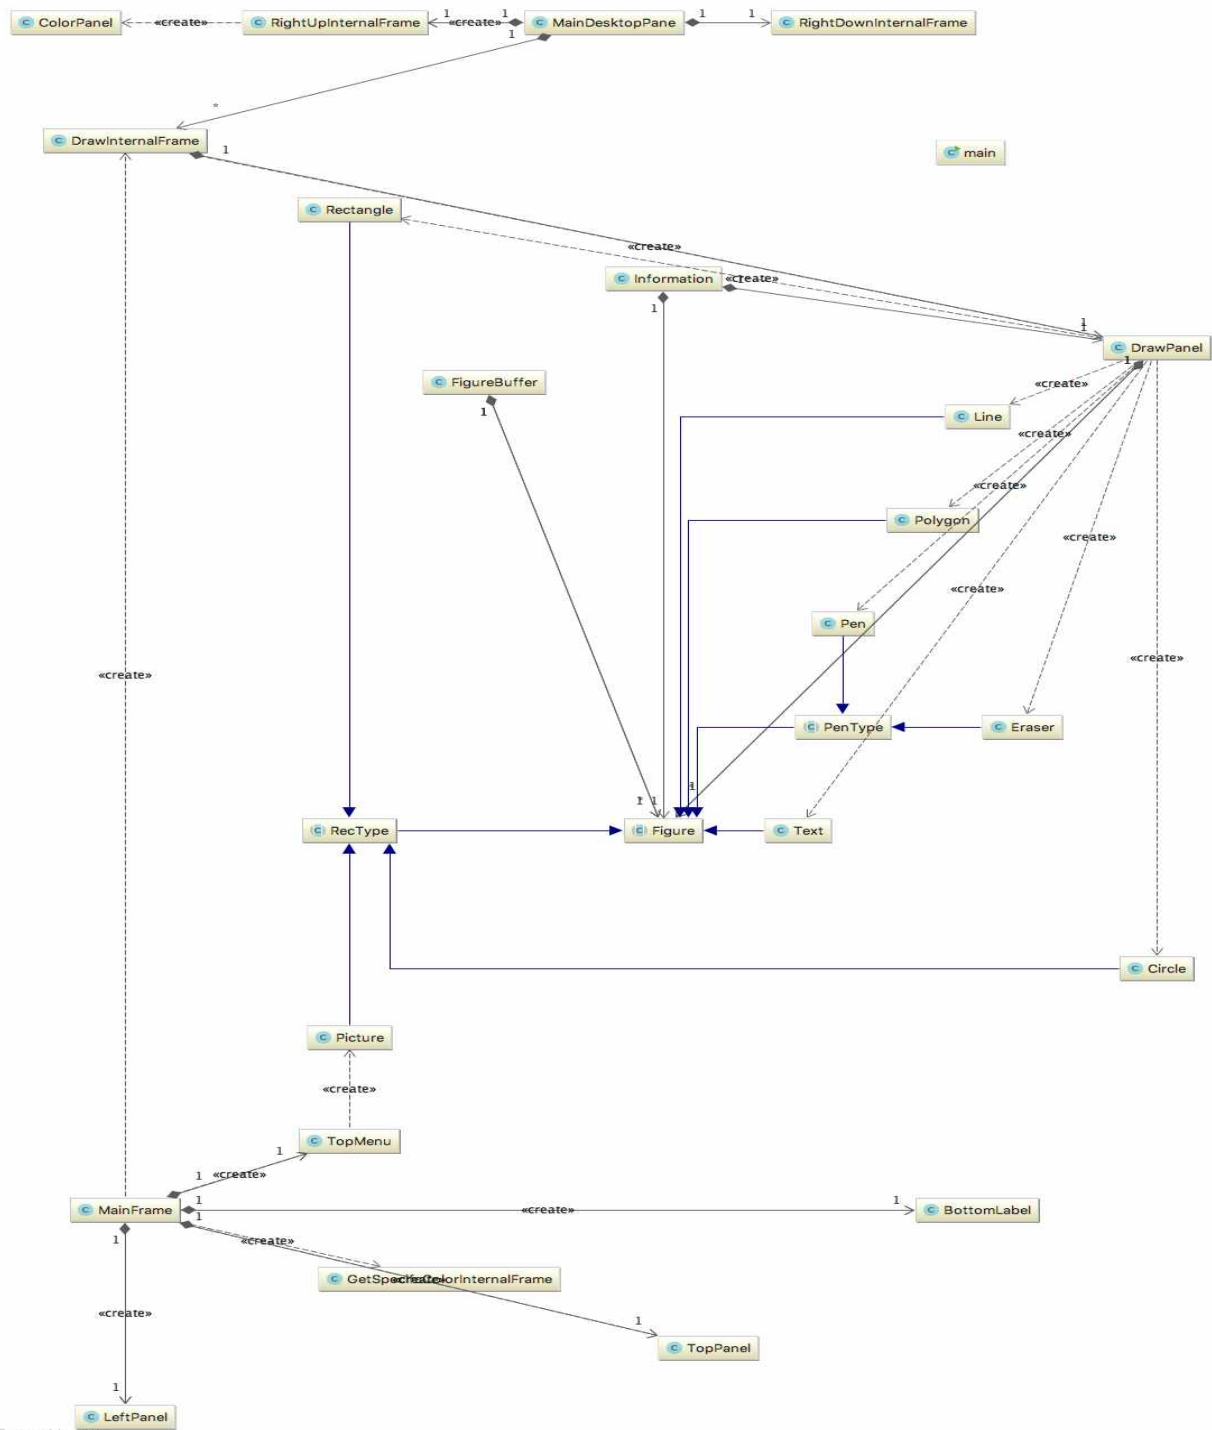 ColorPanel «create» RightUpInternalFrame 1 «create» 1 MainDesktopPane 1 1 RightDownInternalFrame
1
*
DrawInternalFrame 1
main
Rectangle
«create»
Information «create»
1
1
1
DrawPanel
1
FigureBuffer
1
«create»
Line
«create»
«create»
Polygon
«create»
«create»
Pen
«create»
«create»
PenType
Eraser
1
RecType
Figure
Text
Circle
Picture
«create»
TopMenu
1
1 «create»
MainFrame 1 «create» 1 BottomLabel
1
1
«create»
«create»
GetSpecificColorInternalFrame
«create»
1
TopPanel
1
LeftPanel